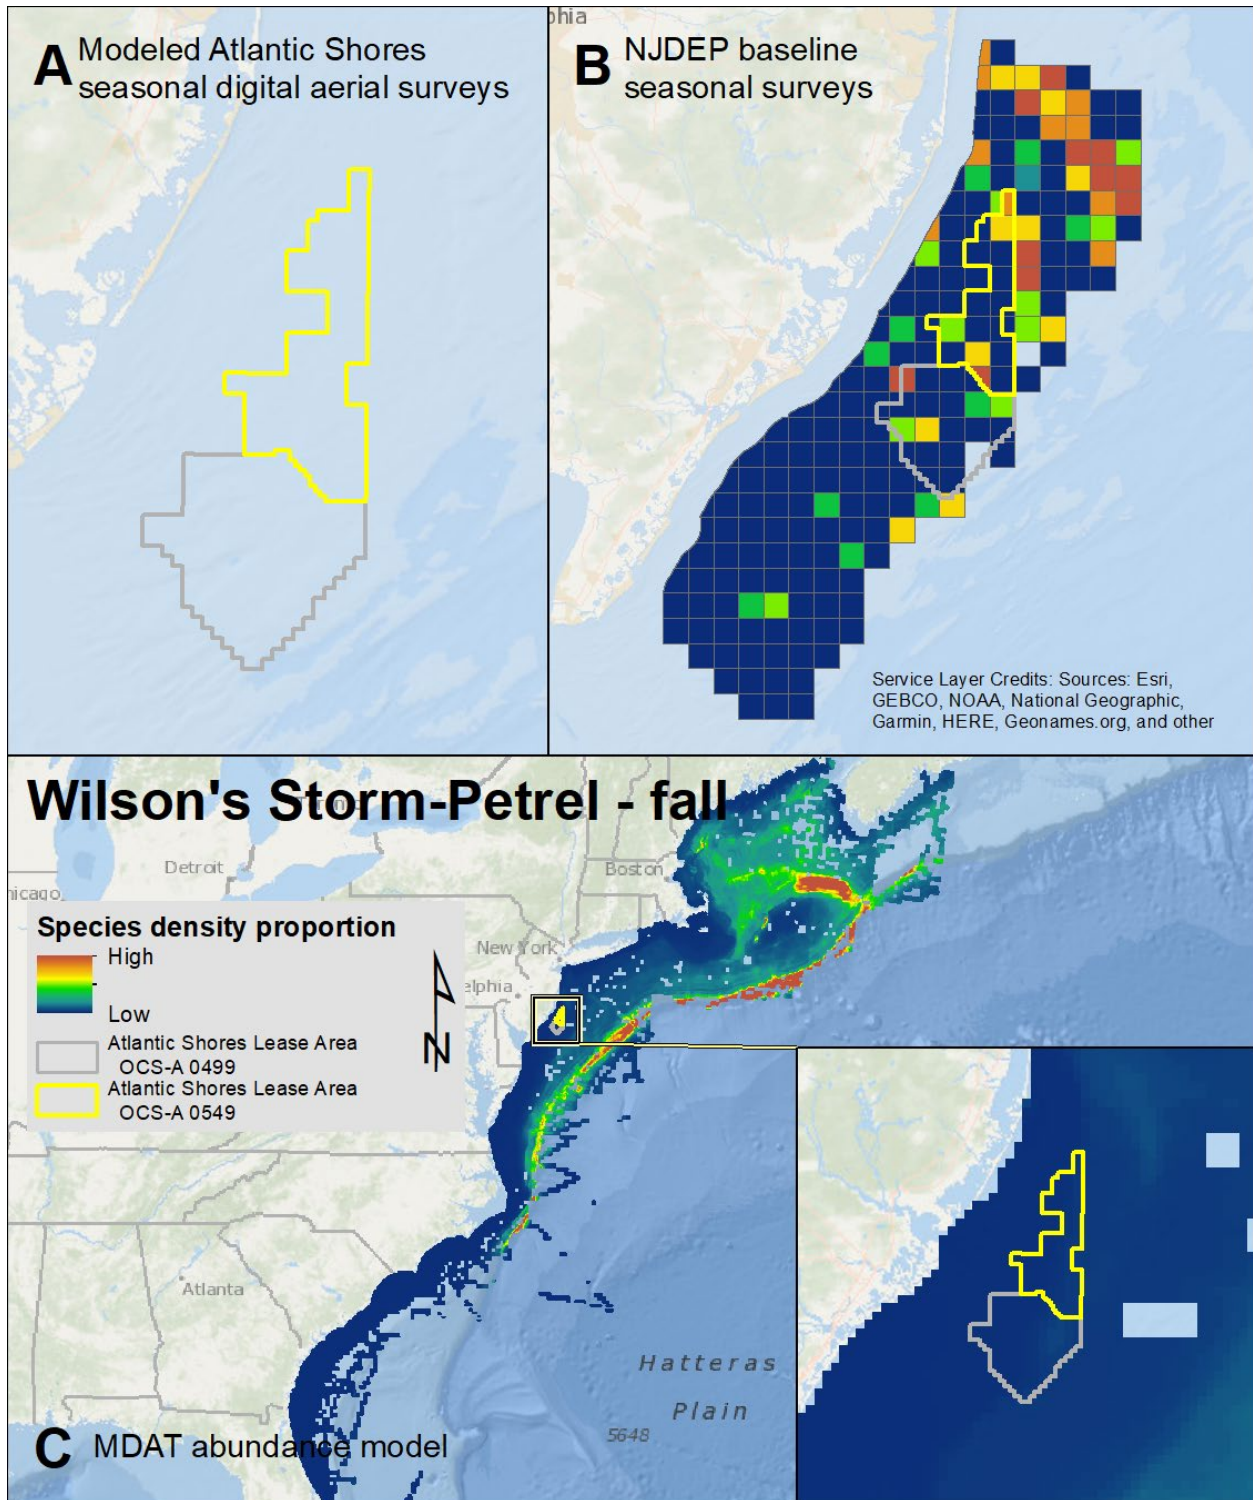 A Modeled Atlantic Shores
seasonal digital aerial surveys
phia
B NJDEP baseline
seasonal surveys
Service Layer Credits: Sources: Esri,
GEBCO, NOAA, National Geographic,
Garmin, HERE, Geonames.org, and other
Wilson's Storm-Petrel - fall
Detroit
Boston
hicago
New York
elphia
Species density proportion
High
Low
Atlantic Shores Lease Area
OCS-A 0499
Atlantic Shores Lease Area
OCS-A 0549
N
Atlanta
Hatteras
Plain
5648
C MDAT abundance model